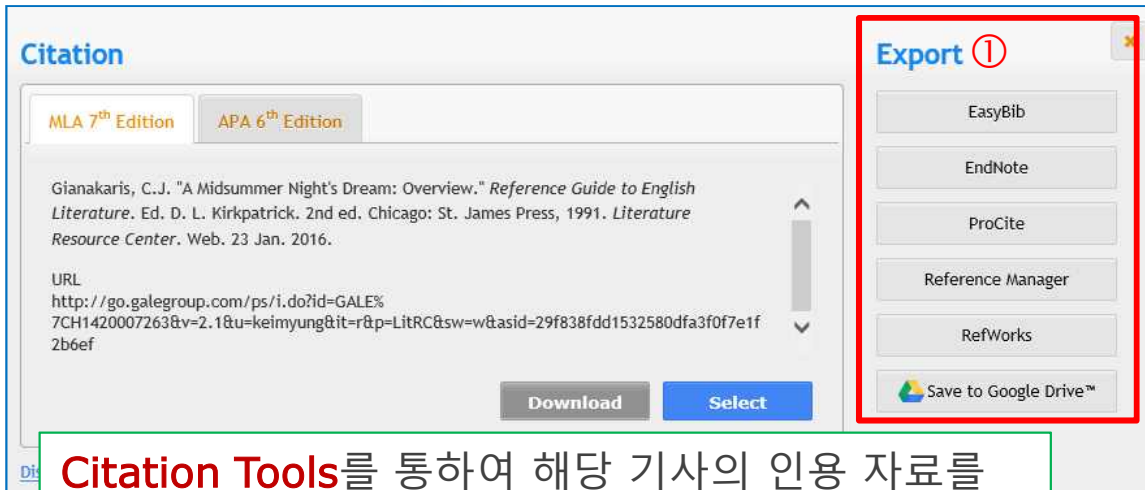 Citation
Export ①
MLA 7th Edition
APA 6th Edition
Gianakaris, C.J. "A Midsummer Night's Dream: Overview." Reference Guide to English
Literature. Ed. D. L. Kirkpatrick. 2nd ed. Chicago: St. James Press, 1991. Literature
Resource Center. Web. 23 Jan. 2016.
URL
http://go.galegroup.com/ps/i.do?id=GALE%
7CH1420007263&v=2.1&u=keimyung&it=r&p=LitRC&sw=w&asid=29f838fdd1532580dfa3f0f7e1f
2b6ef
Download
Select
EasyBib
EndNote
ProCite
Reference Manager
RefWorks
Save to Google Drive™
Citation Tools를 통하여 해당 기사의 인용 자료를